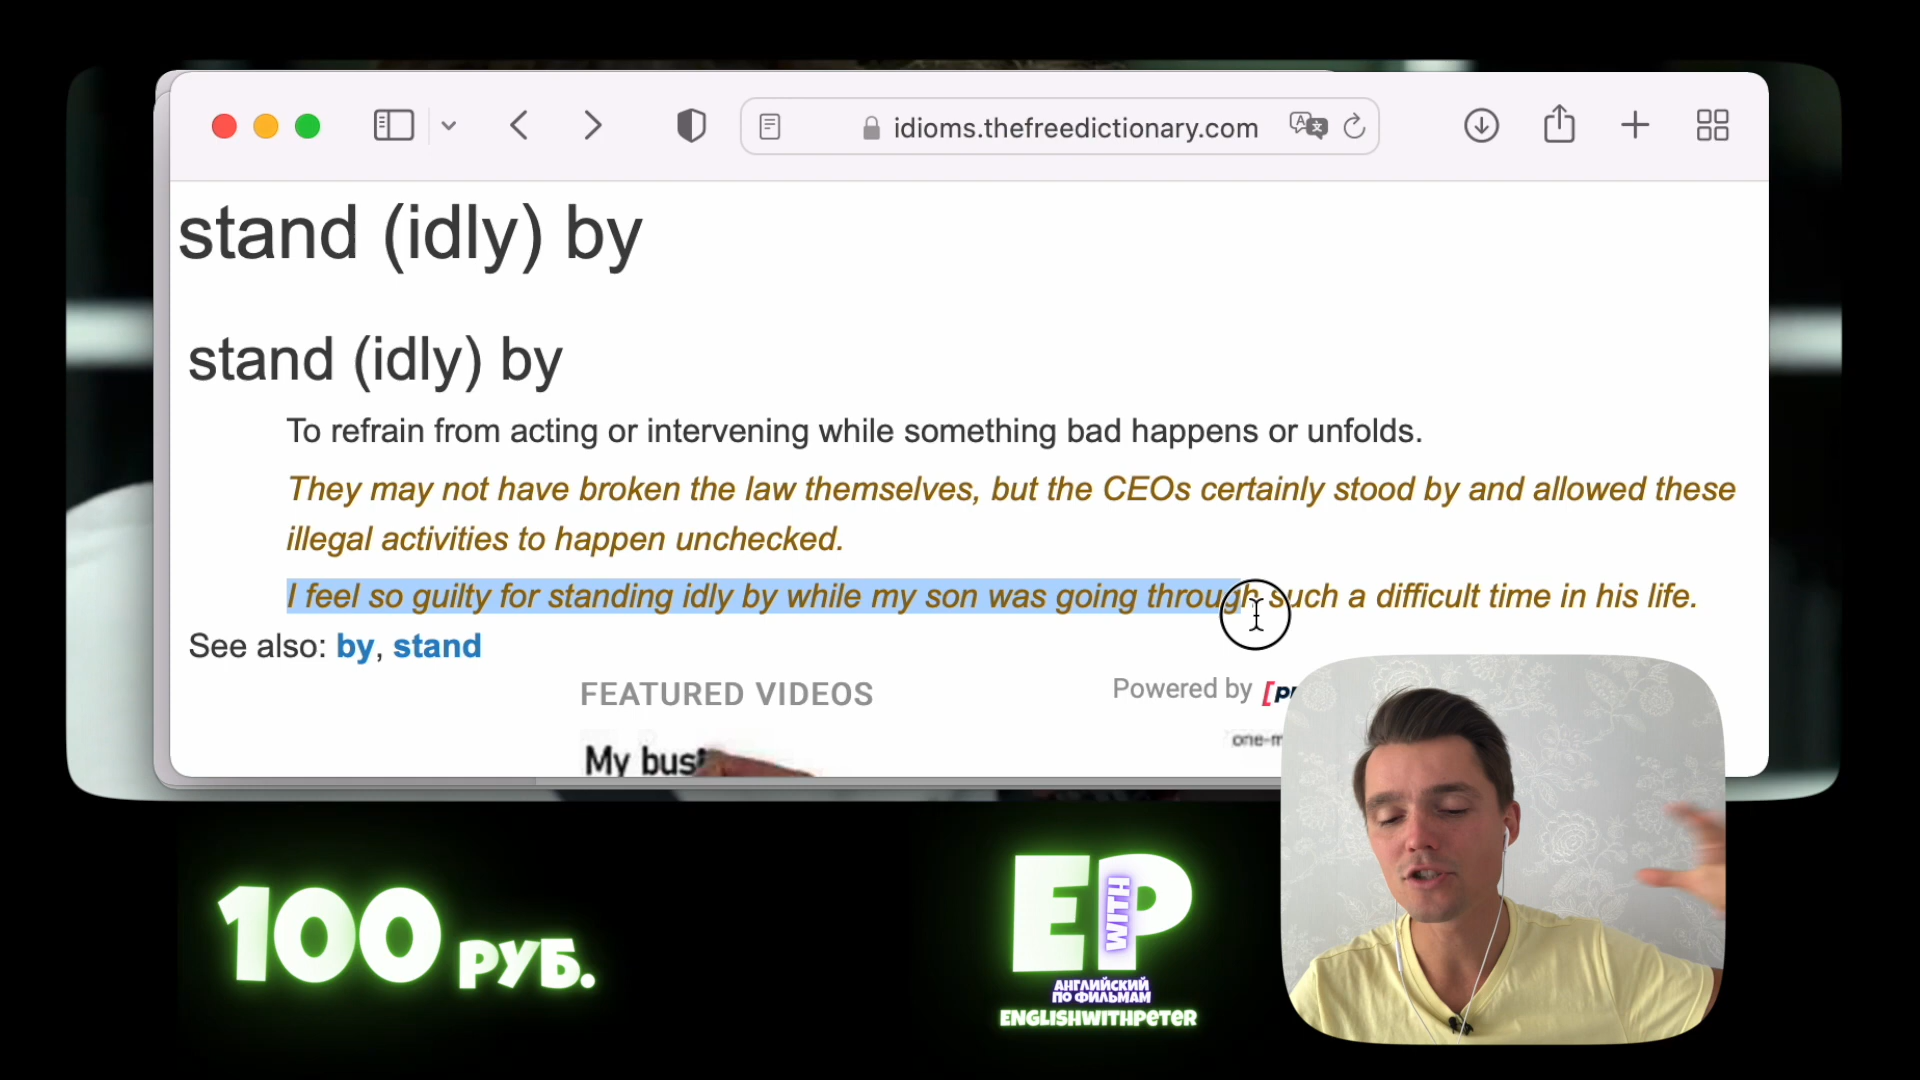 idioms.thefreedictionary.com
stand (idly) by
stand (idly) by
To refrain from acting or intervening while something bad happens or unfolds.
They may not have broken the law themselves, but the CEOs certainly stood by and allowed these
illegal activities to happen unchecked.
I feel so guilty for standing idly by while my son was going through such a difficult time in his life.
See also: by, stand
FEATURED VIDEOS
Powered by
My busi
100 РУБ.
EP
WITH
АНГЛИЙСКИЙ
ПО ФИЛЬМАМ
ENGLISHWITHPETER